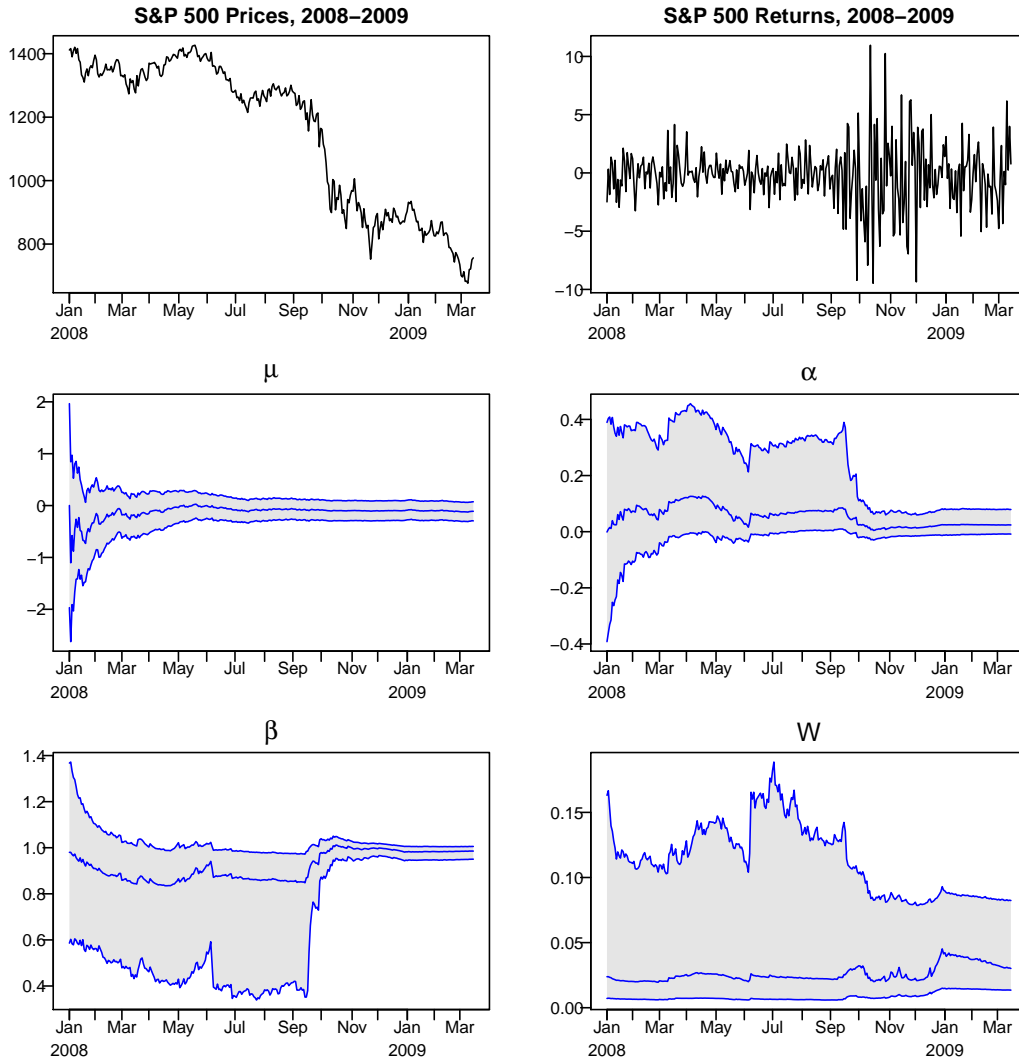 S&P 500 Prices, 2008−2009
1400
1200
1000
800
Jan Mar May Jul Sep Nov Jan Mar
2008 2009
S&P 500 Returns, 2008−2009
10
5
0
−5
−10
Jan Mar May Jul Sep Nov Jan Mar
2008 2009
μ
2
1
0
−1
−2
Jan Mar May Jul Sep Nov Jan Mar
2008 2009
α
0.4
0.2
0.0
−0.2
−0.4
Jan Mar May Jul Sep Nov Jan Mar
2008 2009
β
1.4
1.2
1.0
0.8
0.6
0.4
Jan Mar May Jul Sep Nov Jan Mar
2008 2009
W
0.15
0.10
0.05
0.00
Jan Mar May Jul Sep Nov Jan Mar
2008 2009